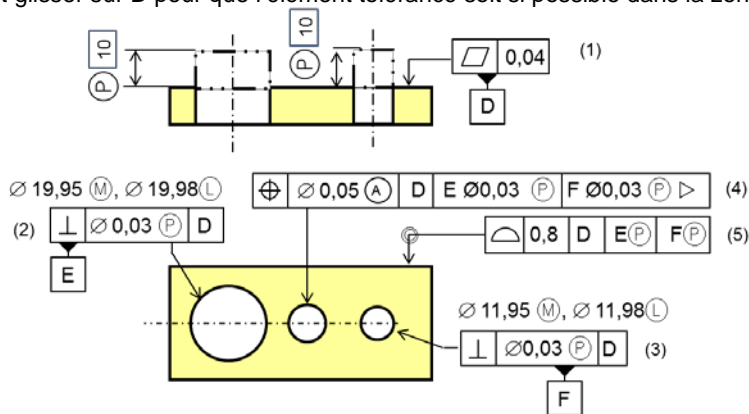 t glisser sur D pour que l'élément tolérancé soit si possible dans la zon
10 Ⓟ
10 Ⓟ
⏥ 0,04 (1)
D
∅ 19,95 Ⓜ, ∅ 19,98 Ⓛ
(2) ⊥ ∅ 0,03 Ⓟ D
E
⌖ ∅ 0,05 Ⓐ D E Ø0,03 Ⓟ F Ø0,03 Ⓟ ▷ (4)
⌓ 0,8 D EⓅ FⓅ (5)
∅ 11,95 Ⓜ, ∅ 11,98 Ⓛ
⊥ ∅0,03 Ⓟ D (3)
F